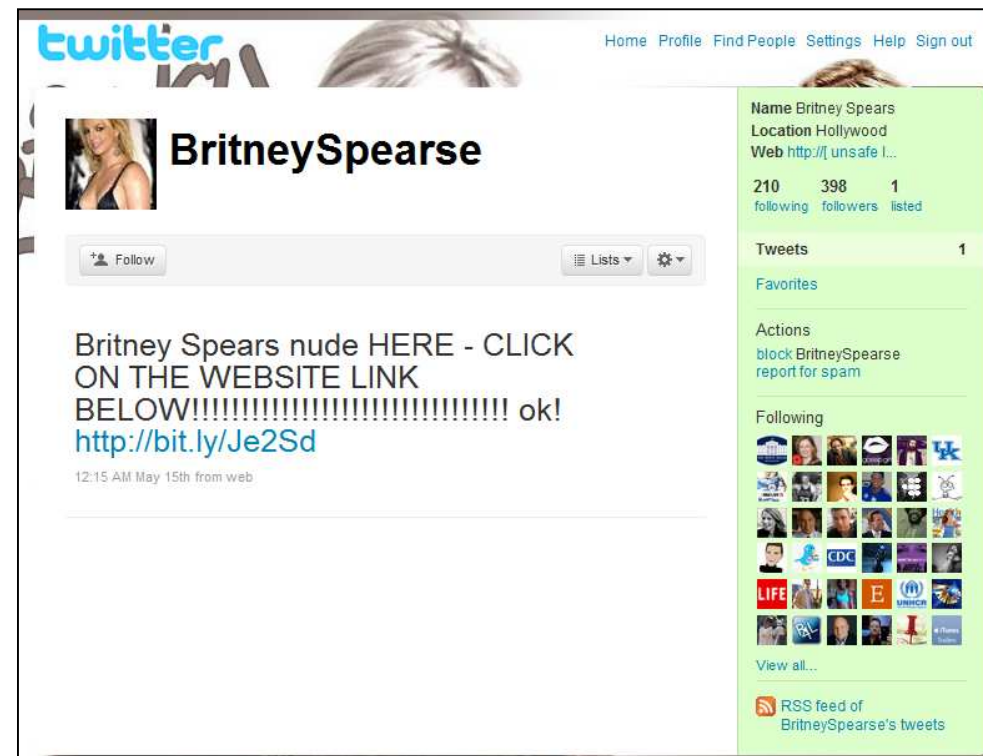 twitter
Home Profile Find People Settings Help Sign out
BritneySpearse
Follow
Lists
Britney Spears nude HERE - CLICK
ON THE WEBSITE LINK
BELOW!!!!!!!!!!!!!!!!!!!!!!!!!!!!!!!! ok!
http://bit.ly/Je2Sd
12:15 AM May 15th from web
Name Britney Spears
Location Hollywood
Web http://[ unsafe l...
210 398 1
following followers listed
Tweets 1
Favorites
Actions
block BritneySpearse
report for spam
Following
UK
CDC
LIFE
E
UNHCR
View all...
RSS feed of
BritneySpearse's tweets